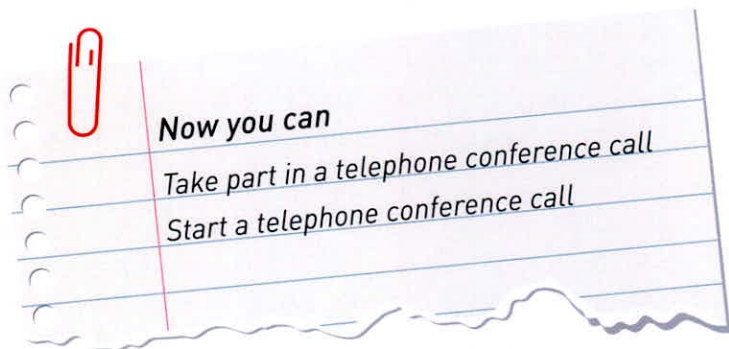 Now you can
Take part in a telephone conference call
Start a telephone conference call